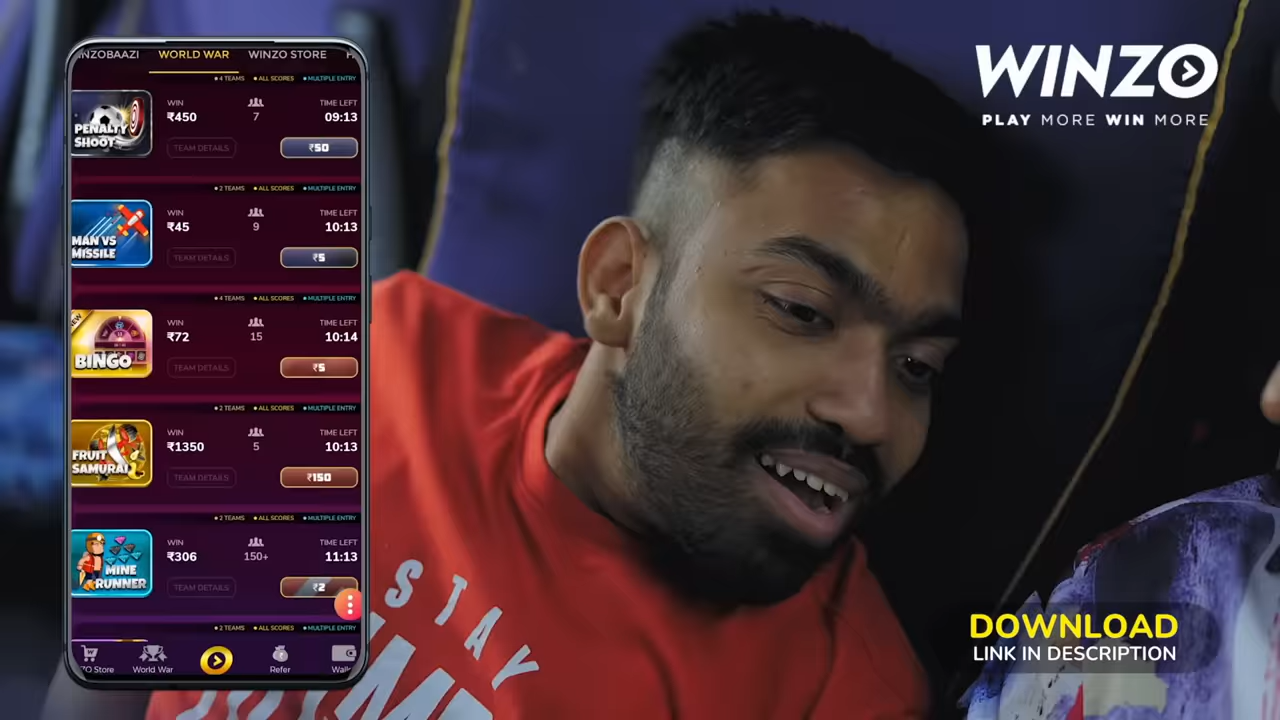 NZOBAAZI WORLD WAR WINZO STORE
4 TEAMS ALL SCORES MULTIPLE ENTRY
PENALTY SHOOT
WIN
₹450
7
TIME LEFT
09:13
TEAM DETAILS
₹50
2 TEAMS ALL SCORES MULTIPLE ENTRY
MAN VS MISSILE
WIN
₹45
9
TIME LEFT
10:13
TEAM DETAILS
₹5
4 TEAMS ALL SCORES MULTIPLE ENTRY
NEW
BINGO
WIN
₹72
15
TIME LEFT
10:14
TEAM DETAILS
₹5
2 TEAMS ALL SCORES MULTIPLE ENTRY
FRUIT SAMURAI
WIN
₹1350
5
TIME LEFT
10:13
TEAM DETAILS
₹150
2 TEAMS ALL SCORES MULTIPLE ENTRY
MINE RUNNER
WIN
₹306
150+
TIME LEFT
11:13
TEAM DETAILS
₹2
2 TEAMS ALL SCORES MULTIPLE ENTRY
ZO Store World War Refer Wall
WINZO
PLAY MORE WIN MORE
STAY
DOWNLOAD
LINK IN DESCRIPTION